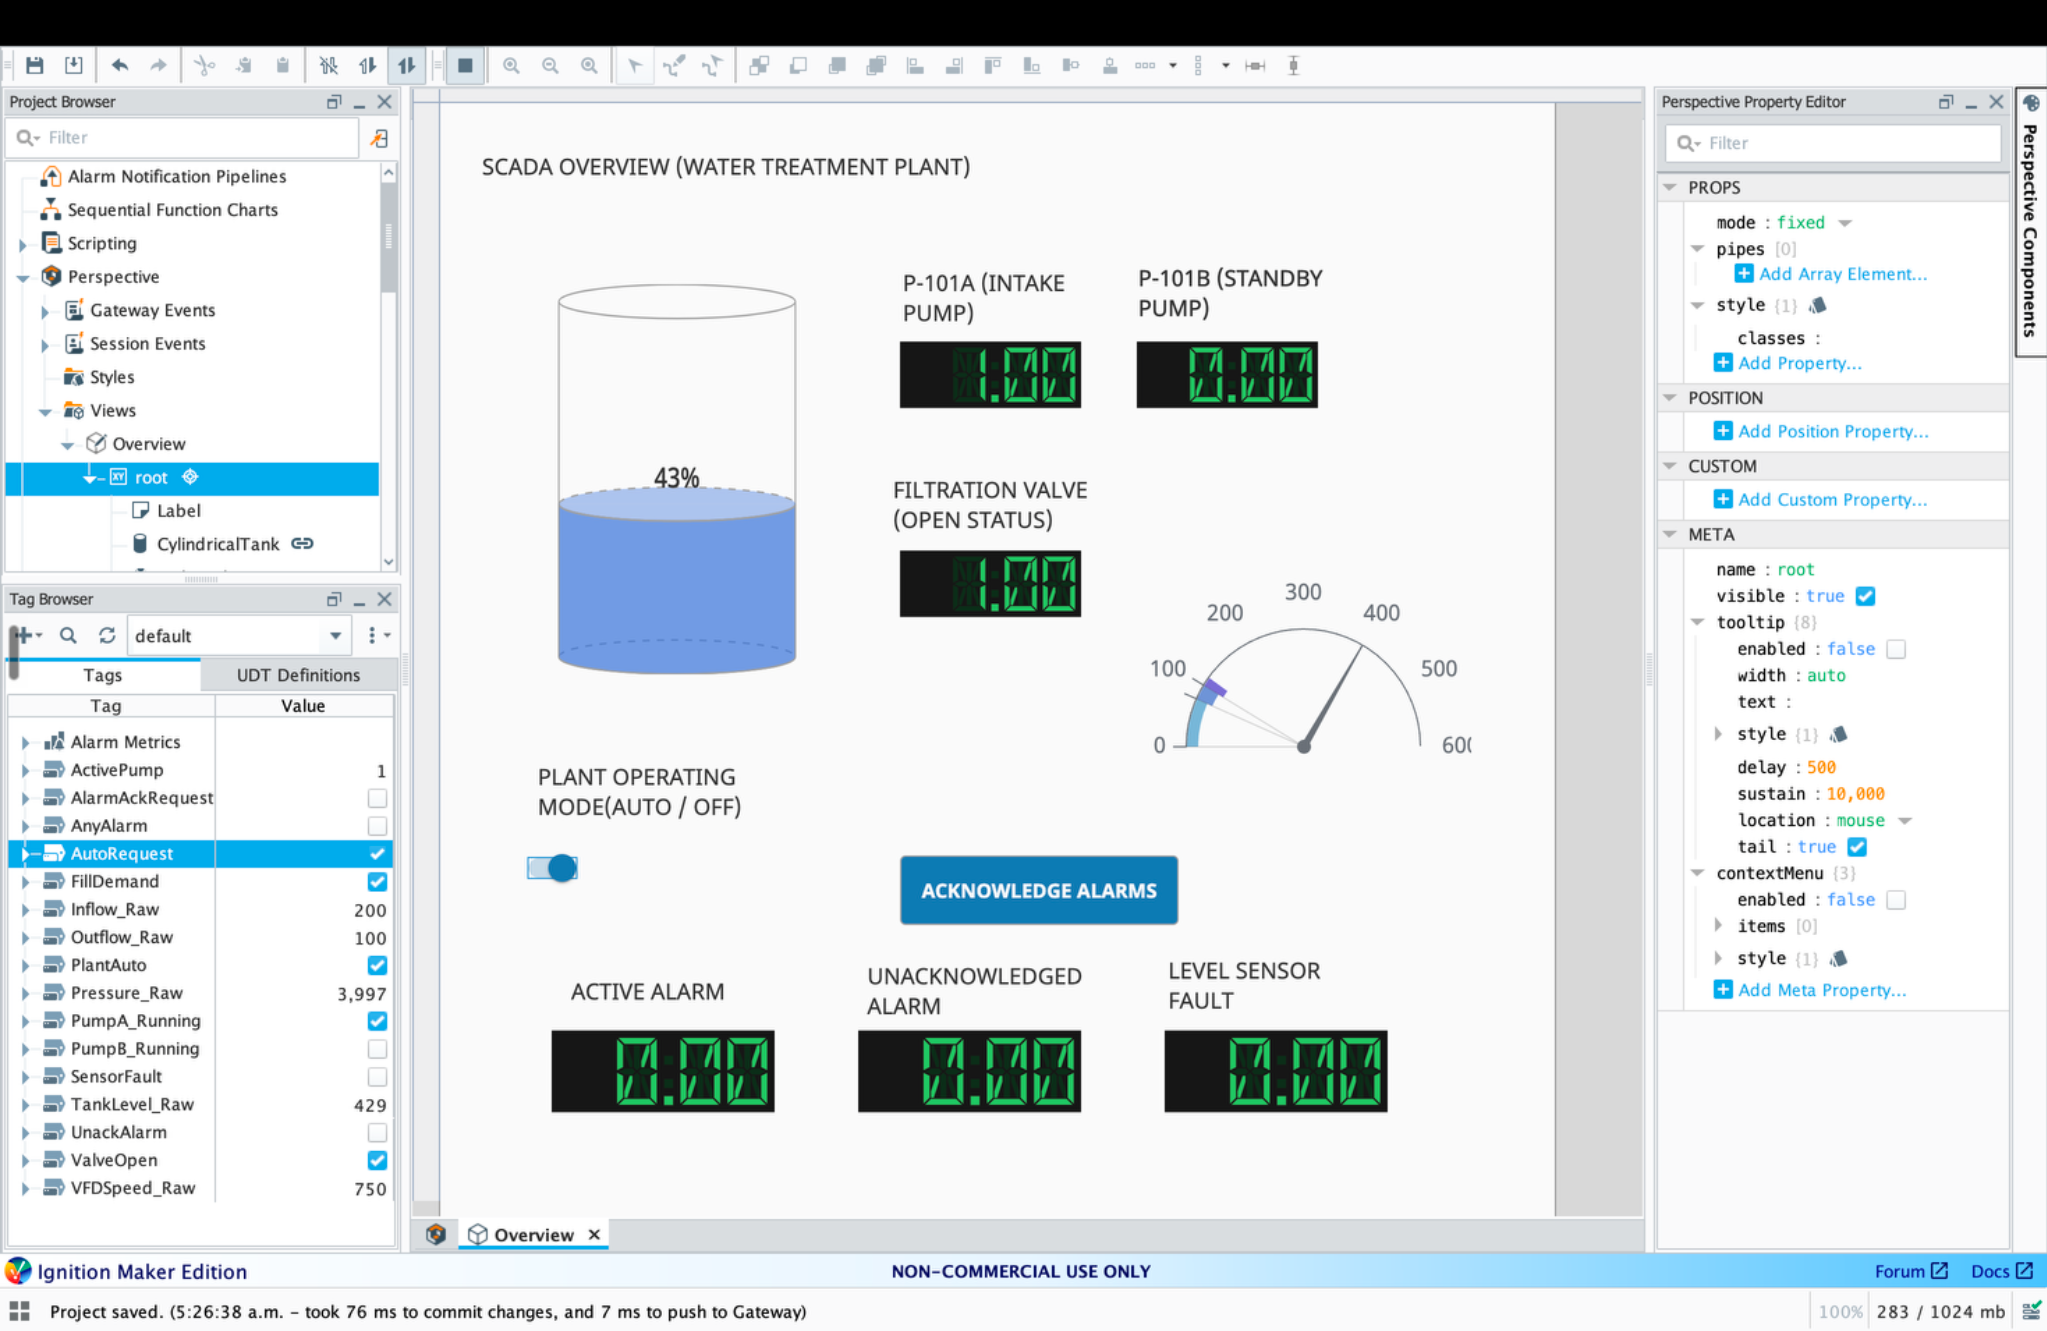 Project Browser
Filter
Alarm Notification Pipelines
Sequential Function Charts
Scripting
Perspective
Gateway Events
Session Events
Styles
Views
Overview
root
Label
CylindricalTank
Tag Browser
default
Tags
UDT Definitions
Tag Value
Alarm Metrics
ActivePump 1
AlarmAckRequest
AnyAlarm
AutoRequest
FillDemand
Inflow_Raw 200
Outflow_Raw 100
PlantAuto
Pressure_Raw 3,997
PumpA_Running
PumpB_Running
SensorFault
TankLevel_Raw 429
UnackAlarm
ValveOpen
VFDSpeed_Raw 750
SCADA OVERVIEW (WATER TREATMENT PLANT)
43%
P-101A (INTAKE
PUMP)
1.00
P-101B (STANDBY
PUMP)
0.00
FILTRATION VALVE
(OPEN STATUS)
1.00
0
100
200
300
400
500
60
PLANT OPERATING
MODE(AUTO / OFF)
ACKNOWLEDGE ALARMS
ACTIVE ALARM
0.00
UNACKNOWLEDGED
ALARM
0.00
LEVEL SENSOR
FAULT
0.00
Overview
Perspective Property Editor
Filter
PROPS
mode : fixed
pipes [0]
Add Array Element...
style {1}
classes :
Add Property...
POSITION
Add Position Property...
CUSTOM
Add Custom Property...
META
name : root
visible : true
tooltip {8}
enabled : false
width : auto
text :
style {1}
delay : 500
sustain : 10,000
location : mouse
tail : true
contextMenu {3}
enabled : false
items [0]
style {1}
Add Meta Property...
Perspective Components
Ignition Maker Edition
NON-COMMERCIAL USE ONLY
Forum
Docs
Project saved. (5:26:38 a.m. – took 76 ms to commit changes, and 7 ms to push to Gateway)
100%
283 / 1024 mb